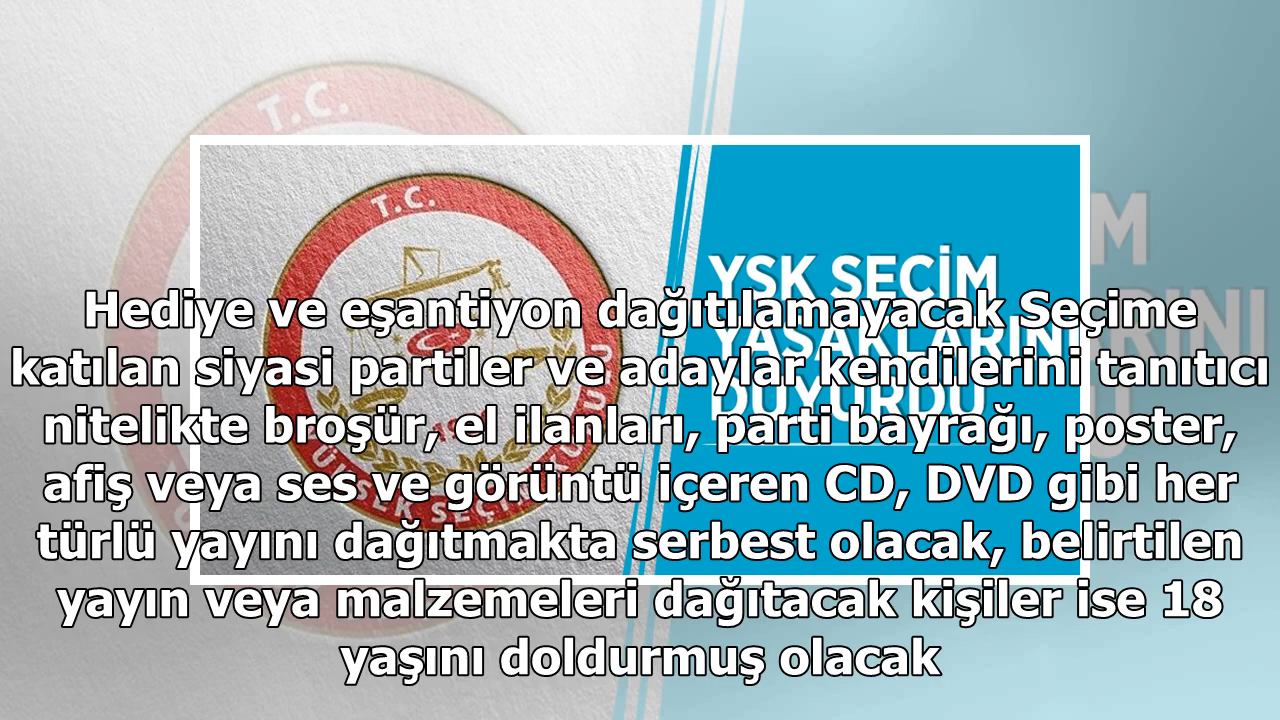 T.C.
T.C.
YSK SEÇİM
YASAKLARINI
DUYURDU
Hediye ve eşantiyon dağıtılamayacak Seçime
katılan siyasi partiler ve adaylar kendilerini tanıtıcı
nitelikte broşür, el ilanları, parti bayrağı, poster,
afiş veya ses ve görüntü içeren CD, DVD gibi her
türlü yayını dağıtmakta serbest olacak, belirtilen
yayın veya malzemeleri dağıtacak kişiler ise 18
yaşını doldurmuş olacak